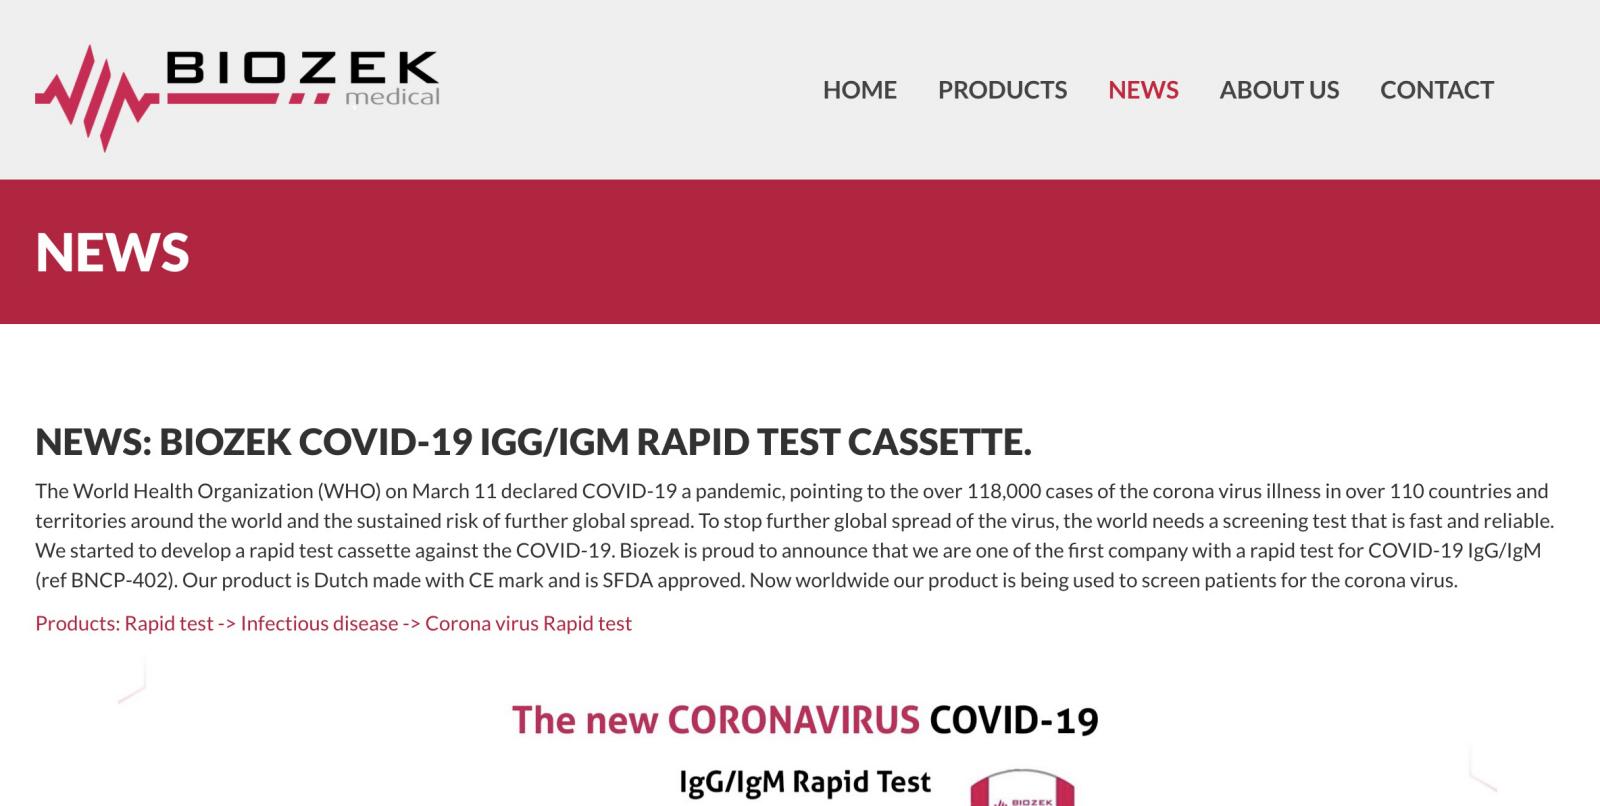 BIOZEK
medical
HOME PRODUCTS NEWS ABOUT US CONTACT
NEWS
NEWS: BIOZEK COVID-19 IGG/IGM RAPID TEST CASSETTE.
The World Health Organization (WHO) on March 11 declared COVID-19 a pandemic, pointing to the over 118,000 cases of the corona virus illness in over 110 countries and
territories around the world and the sustained risk of further global spread. To stop further global spread of the virus, the world needs a screening test that is fast and reliable.
We started to develop a rapid test cassette against the COVID-19. Biozek is proud to announce that we are one of the first company with a rapid test for COVID-19 IgG/IgM
(ref BNCP-402). Our product is Dutch made with CE mark and is SFDA approved. Now worldwide our product is being used to screen patients for the corona virus.
Products: Rapid test -> Infectious disease -> Corona virus Rapid test
The new CORONAVIRUS COVID-19
IgG/IgM Rapid Test
BIOZEK